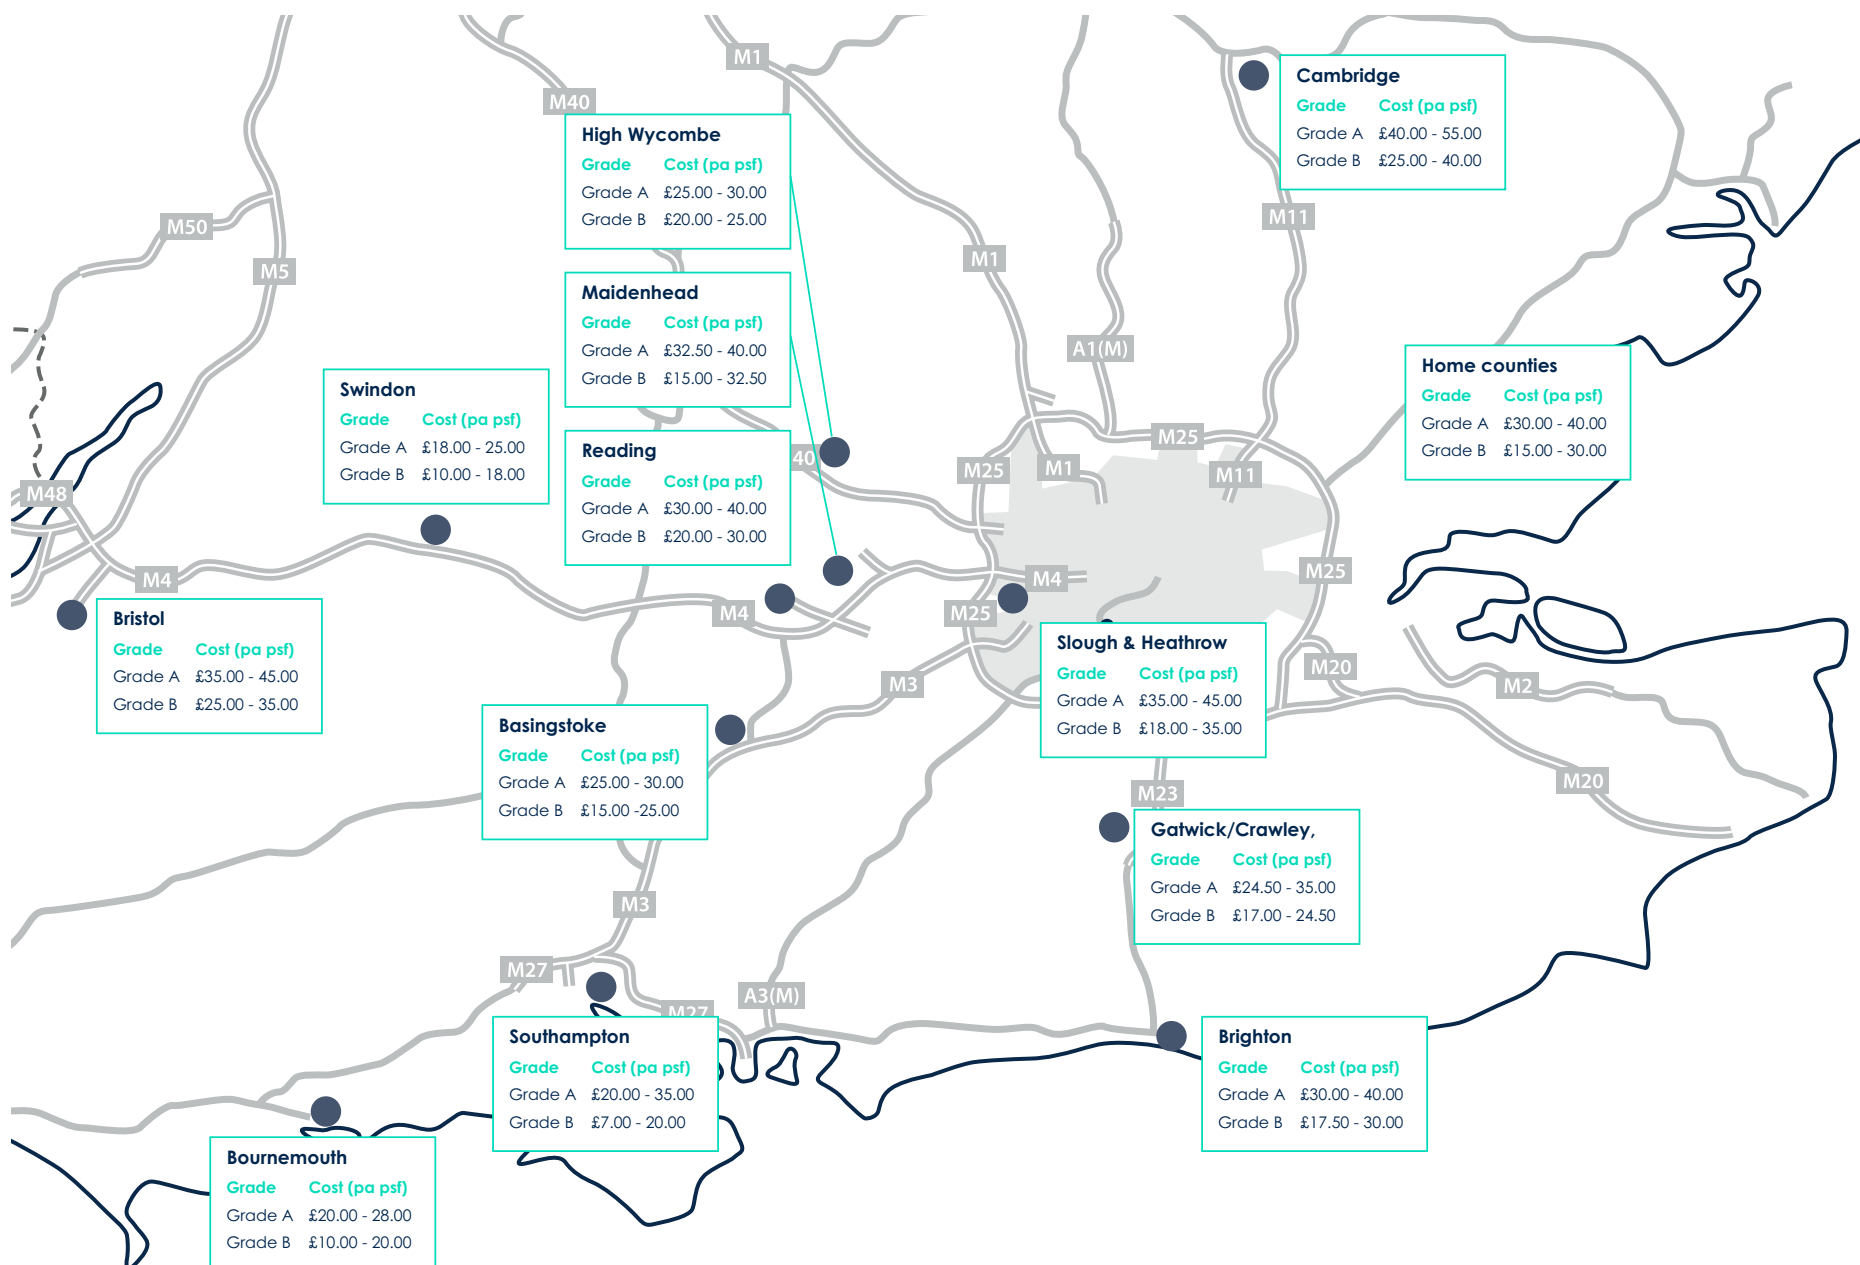 M1
M40
Cambridge
Grade Cost (pa psf)
Grade A £40.00 - 55.00
Grade B £25.00 - 40.00
High Wycombe
Grade Cost (pa psf)
Grade A £25.00 - 30.00
Grade B £20.00 - 25.00
M11
M50
M5
M1
Maidenhead
Grade Cost (pa psf)
Grade A £32.50 - 40.00
Grade B £15.00 - 32.50
A1(M)
Home counties
Grade Cost (pa psf)
Grade A £30.00 - 40.00
Grade B £15.00 - 30.00
Swindon
Grade Cost (pa psf)
Grade A £18.00 - 25.00
Grade B £10.00 - 18.00
Reading
Grade Cost (pa psf)
Grade A £30.00 - 40.00
Grade B £20.00 - 30.00
40
M25
M25
M1
M11
M48
M4
M4
M25
M4
M25
Bristol
Grade Cost (pa psf)
Grade A £35.00 - 45.00
Grade B £25.00 - 35.00
Slough & Heathrow
Grade Cost (pa psf)
Grade A £35.00 - 45.00
Grade B £18.00 - 35.00
M20
M3
M2
Basingstoke
Grade Cost (pa psf)
Grade A £25.00 - 30.00
Grade B £15.00 -25.00
M20
M23
Gatwick/Crawley,
Grade Cost (pa psf)
Grade A £24.50 - 35.00
Grade B £17.00 - 24.50
M3
M27
A3(M)
M27
Southampton
Grade Cost (pa psf)
Grade A £20.00 - 35.00
Grade B £7.00 - 20.00
Brighton
Grade Cost (pa psf)
Grade A £30.00 - 40.00
Grade B £17.50 - 30.00
Bournemouth
Grade Cost (pa psf)
Grade A £20.00 - 28.00
Grade B £10.00 - 20.00